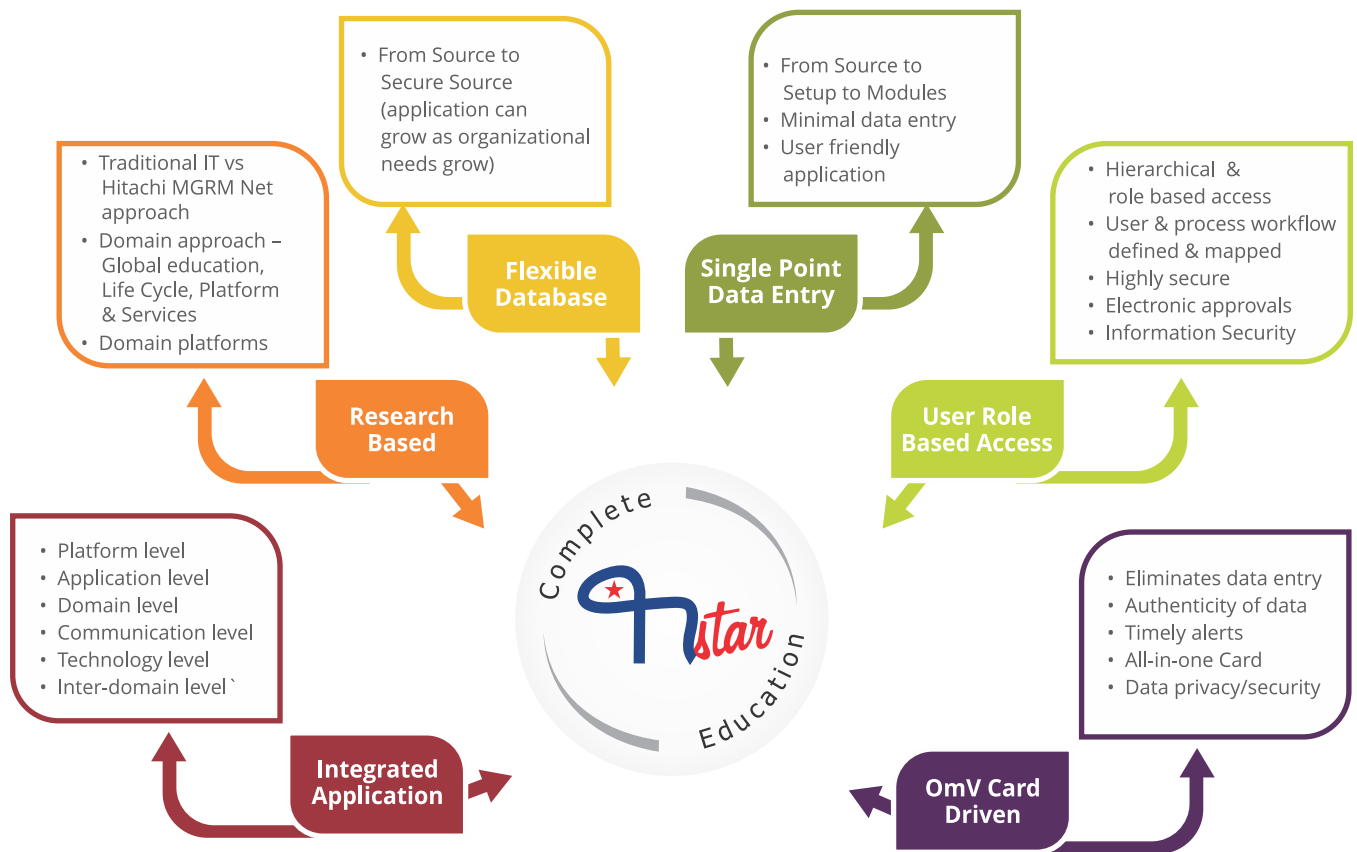 • From Source to
Secure Source
(application can
grow as organizational
needs grow)
Flexible
Database
• From Source to
Setup to Modules
• Minimal data entry
• User friendly
application
Single Point
Data Entry
• Traditional IT vs
Hitachi MGRM Net
approach
• Domain approach –
Global education,
Life Cycle, Platform
& Services
• Domain platforms
Research
Based
• Hierarchical &
role based access
• User & process workflow
defined & mapped
• Highly secure
• Electronic approvals
• Information Security
User Role
Based Access
• Platform level
• Application level
• Domain level
• Communication level
• Technology level
• Inter-domain level`
Integrated
Application
Complete
star
Education
• Eliminates data entry
• Authenticity of data
• Timely alerts
• All-in-one Card
• Data privacy/security
OmV Card
Driven